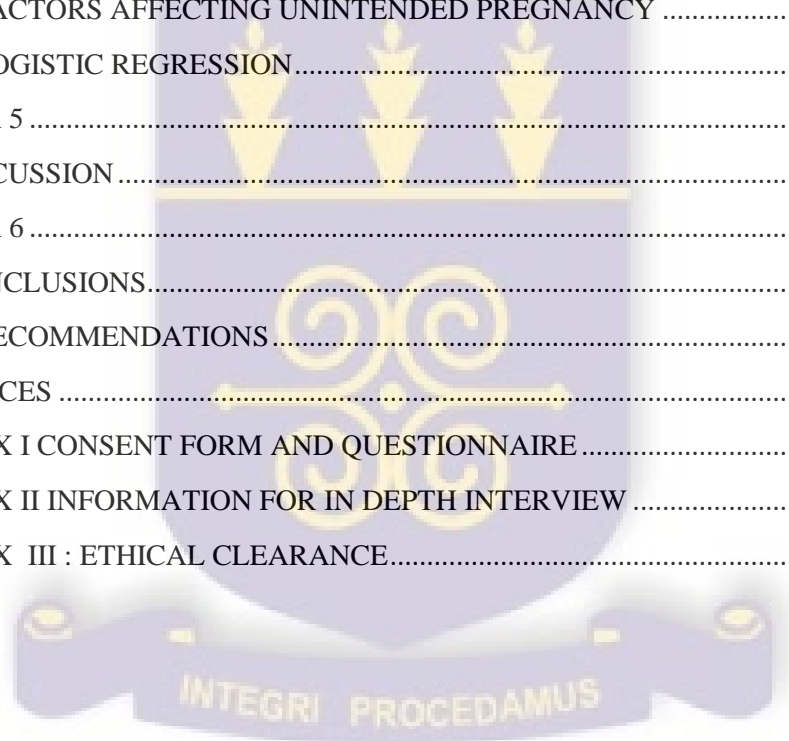 ACTORS AFFECTING UNINTENDED PREGNANCY
OGISTIC REGRESSION
5
CUSSION
6
NCLUSIONS
ECOMMENDATIONS
CES
X I CONSENT FORM AND QUESTIONNAIRE
X II INFORMATION FOR IN DEPTH INTERVIEW
X III : ETHICAL CLEARANCE
INTEGRI PROCEDAMUS